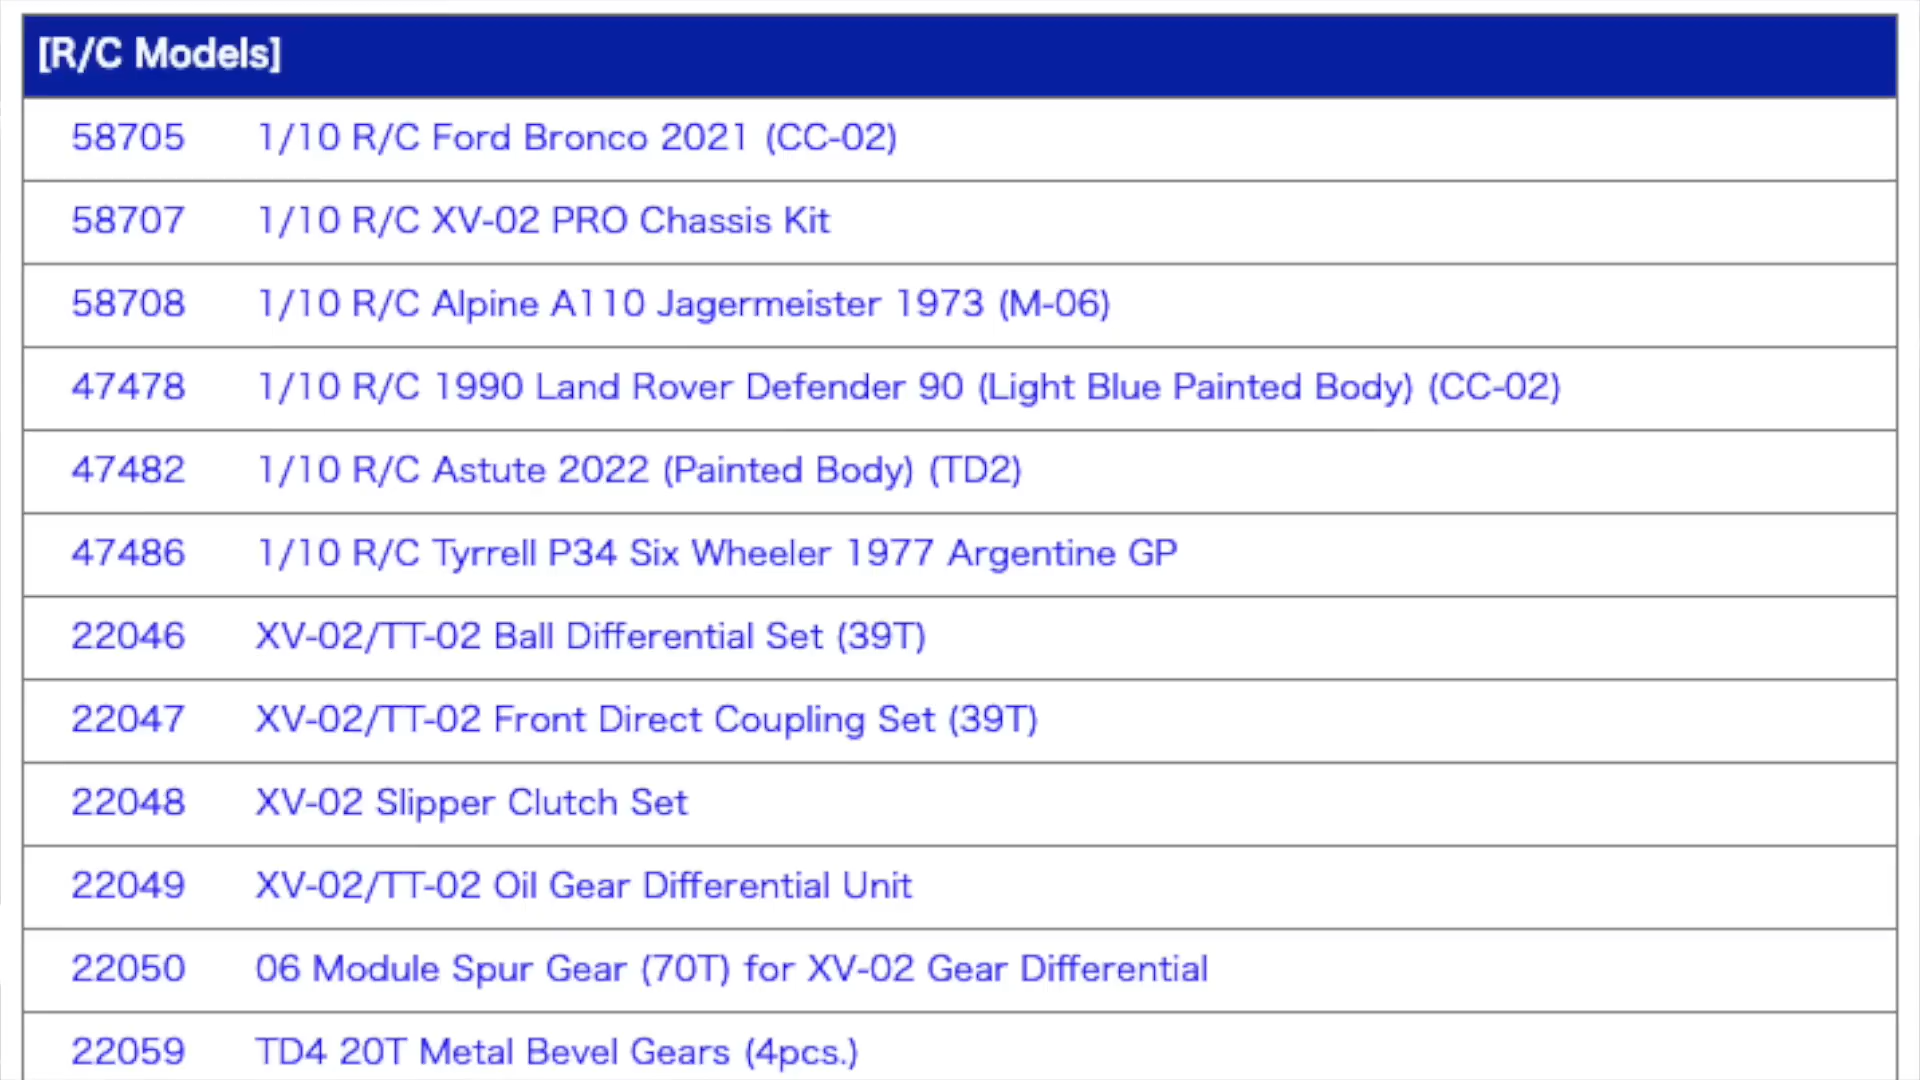 [R/C Models]
58705 1/10 R/C Ford Bronco 2021 (CC-02)
58707 1/10 R/C XV-02 PRO Chassis Kit
58708 1/10 R/C Alpine A110 Jagermeister 1973 (M-06)
47478 1/10 R/C 1990 Land Rover Defender 90 (Light Blue Painted Body) (CC-02)
47482 1/10 R/C Astute 2022 (Painted Body) (TD2)
47486 1/10 R/C Tyrrell P34 Six Wheeler 1977 Argentine GP
22046 XV-02/TT-02 Ball Differential Set (39T)
22047 XV-02/TT-02 Front Direct Coupling Set (39T)
22048 XV-02 Slipper Clutch Set
22049 XV-02/TT-02 Oil Gear Differential Unit
22050 06 Module Spur Gear (70T) for XV-02 Gear Differential
22059 TD4 20T Metal Bevel Gears (4pcs.)